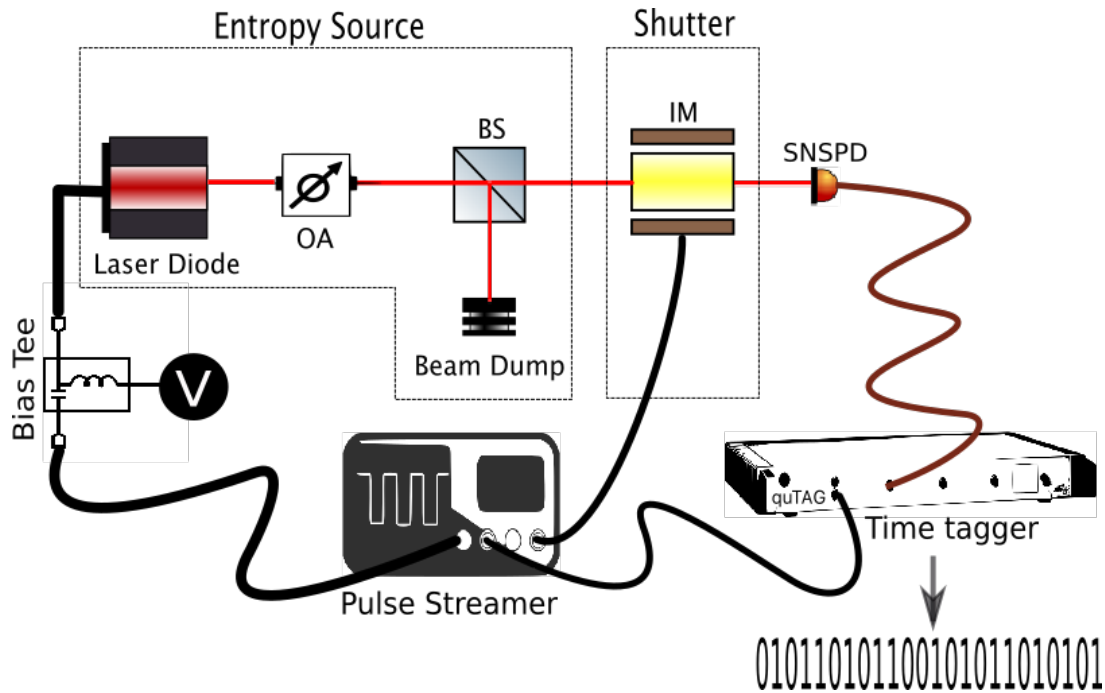 Entropy Source
Shutter
IM
BS
SNSPD
OA
Laser Diode
Beam Dump
Bias Tee
V
quTAG
Time tagger
Pulse Streamer
010110101100101011010101